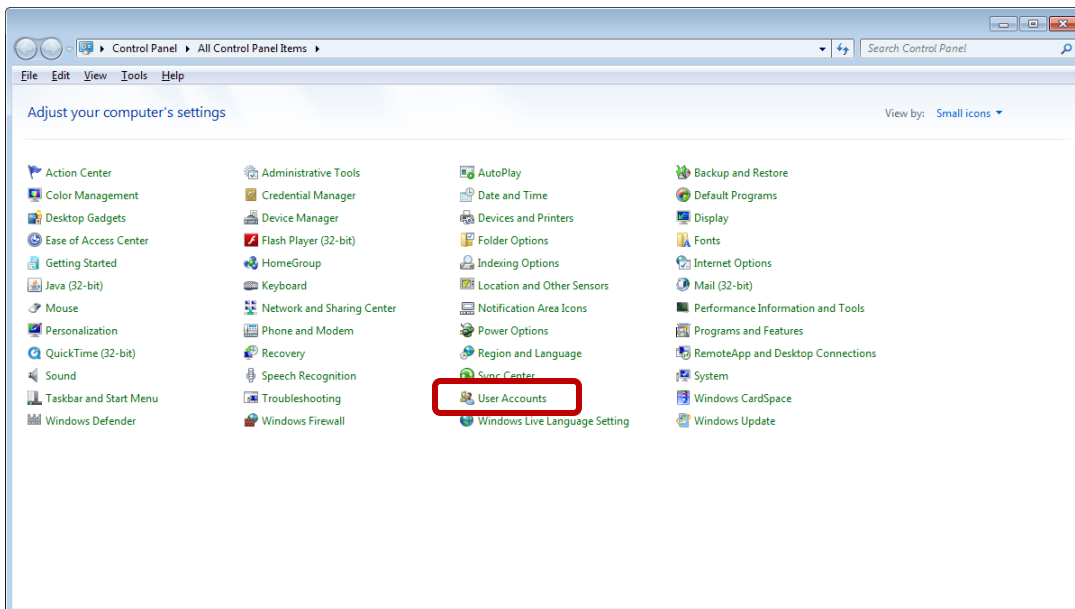 Control Panel All Control Panel Items Search Control Panel
File Edit View Tools Help
Adjust your computer's settings View by: Small icons
Action Center Administrative Tools AutoPlay Backup and Restore
Color Management Credential Manager Date and Time Default Programs
Desktop Gadgets Device Manager Devices and Printers Display
Ease of Access Center Flash Player (32-bit) Folder Options Fonts
Getting Started HomeGroup Indexing Options Internet Options
Java (32-bit) Keyboard Location and Other Sensors Mail (32-bit)
Mouse Network and Sharing Center Notification Area Icons Performance Information and Tools
Personalization Phone and Modem Power Options Programs and Features
QuickTime (32-bit) Recovery Region and Language RemoteApp and Desktop Connections
Sound Speech Recognition Sync Center System
Taskbar and Start Menu Troubleshooting User Accounts Windows CardSpace
Windows Defender Windows Firewall Windows Live Language Setting Windows Update